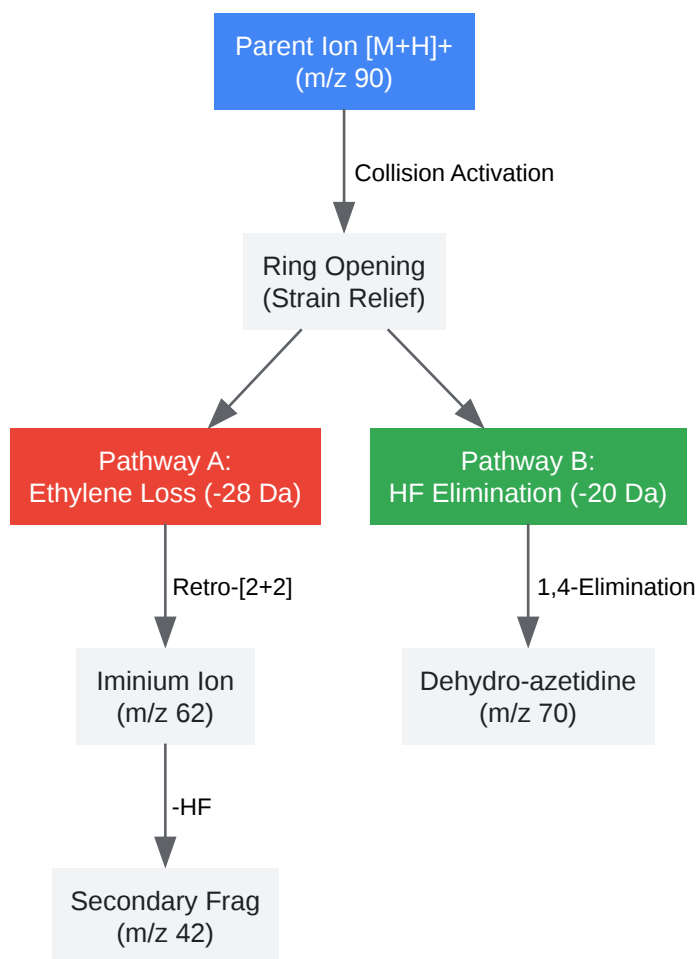 Parent Ion [M+H]+
(m/z 90)
Collision Activation
Ring Opening
(Strain Relief)
Pathway A:
Ethylene Loss (-28 Da)
Pathway B:
HF Elimination (-20 Da)
Retro-[2+2]
1,4-Elimination
Iminium Ion
(m/z 62)
Dehydro-azetidine
(m/z 70)
-HF
Secondary Frag
(m/z 42)